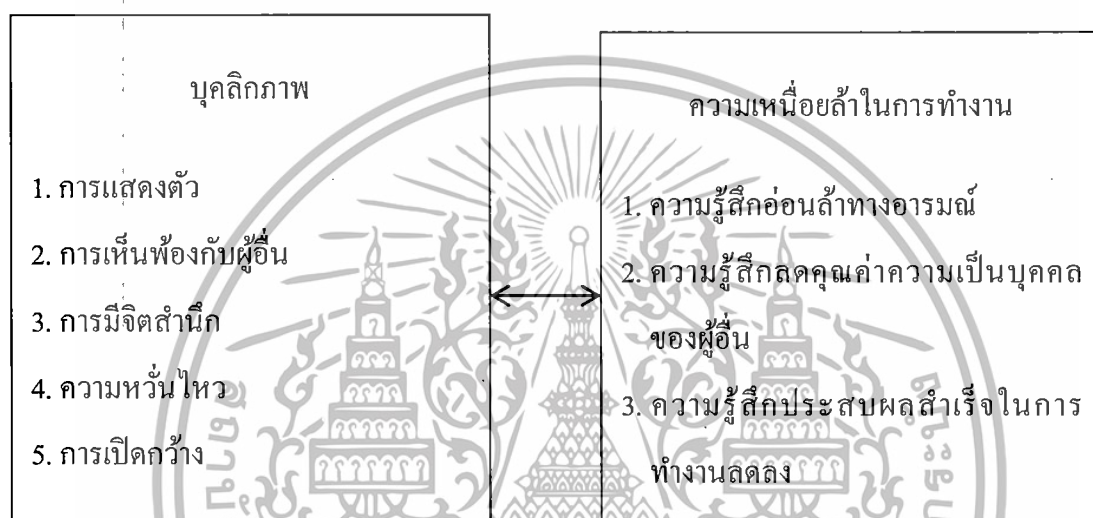 บุคลิกภาพ
1. การแสดงตัว
2. การเห็นพ้องกับผู้อื่น
3. การมีจิตสำนึก
4. ความหวั่นไหว
5. การเปิดกว้าง
ความเหนื่อยล้าในการทำงาน
1. ความรู้สึกอ่อนล้าทางอารมณ์
2. ความรู้สึกลดคุณค่าความเป็นบุคคล
ของผู้อื่น
3. ความรู้สึกประสบผลสำเร็จในการ
ทำงานลดลง